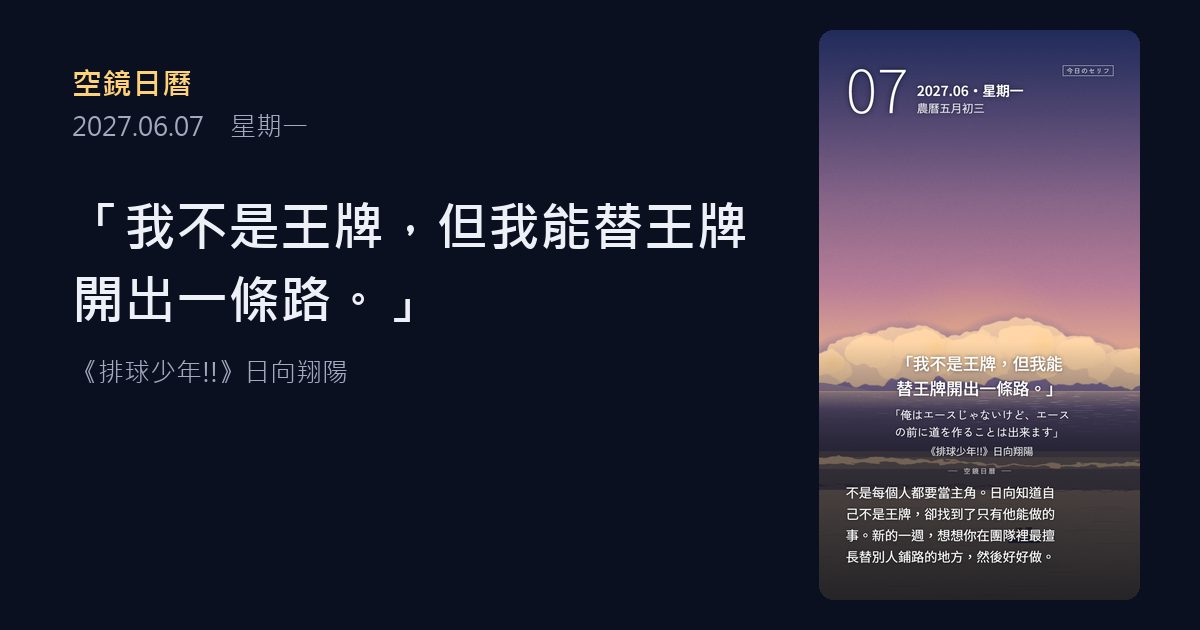 空鏡日曆
2027.06.07 星期一
「我不是王牌，但我能替王牌
開出一條路。」
《排球少年!!》日向翔陽
07
2027.06・星期一
農曆五月初三
今日のセリフ
「我不是王牌，但我能
替王牌開出一條路。」
「俺はエースじゃないけど、エース
の前に道を作ることは出来ます」
《排球少年!!》日向翔陽
— 空鏡日曆 —
不是每個人都要當主角。日向知道自
己不是王牌，卻找到了只有他能做的
事。新的一週，想想你在團隊裡最擅
長替別人鋪路的地方，然後好好做。